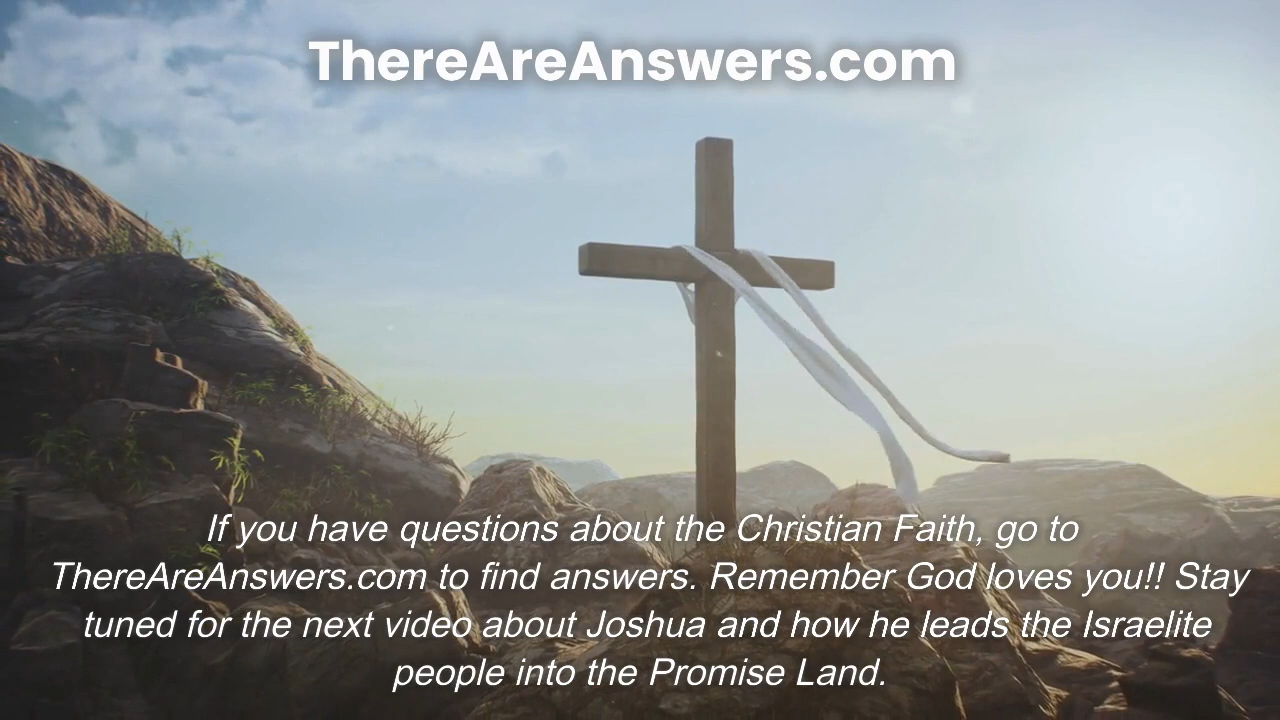 ThereAreAnswers.com
If you have questions about the Christian Faith, go to
ThereAreAnswers.com to find answers. Remember God loves you!! Stay
tuned for the next video about Joshua and how he leads the Israelite
people into the Promise Land.